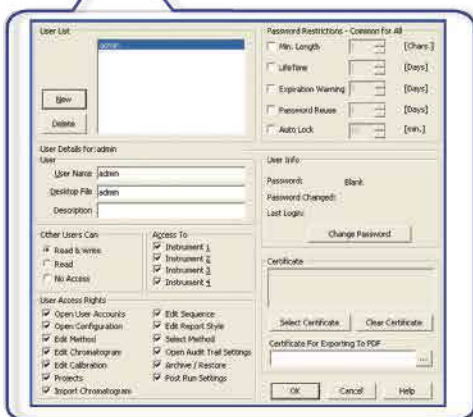 User List
admin
New
Delete
Password Restrictions - Common for All
Min. Length [Chars.]
LifeTime [Days]
Expiration Warning [Days]
Password Reuse [Days]
Auto Lock [min.]
User Details for: admin
User
User Name admin
Desktop File admin
Description
User Info
Password: Blank
Password Changed:
Last Login:
Change Password
Other Users Can
Read & Write
Read
No Access
Access To
Instrument 1
Instrument 2
Instrument 3
Instrument 4
Certificate
Select Certificate Clear Certificate
Certificate For Exporting To PDF
...
User Access Rights
Open User Accounts
Open Configuration
Edit Method
Edit Chromatogram
Edit Calibration
Projects
Import Chromatogram
Edit Sequence
Edit Report Style
Select Method
Open Audit Trail Settings
Archive / Restore
Post Run Settings
OK Cancel Help